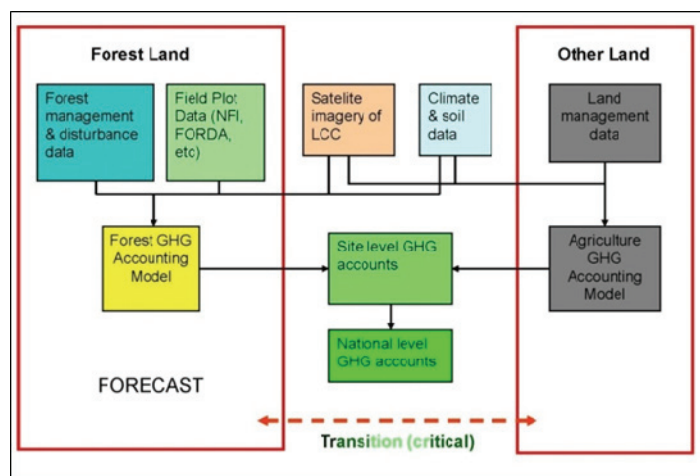 Forest Land
Other Land
Forest
management
& disturbance
data
Field Plot
Data (NFI,
FORDA,
etc)
Satelite
imagery of
LCC
Climate
& soil
data
Land
management
data
Forest GHG
Accounting
Model
Site level GHG
accounts
Agriculture
GHG
Accounting
Model
National level
GHG accounts
FORECAST
Transition (critical)